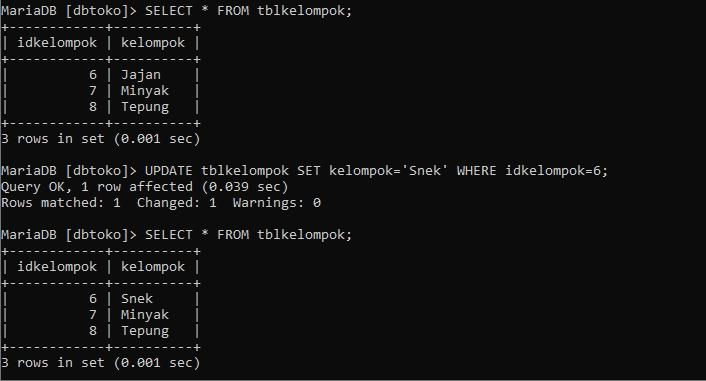 MariaDB [dbtoko]> SELECT * FROM tblkelompok;
+------------+----------+
| idkelompok | kelompok |
+------------+----------+
|          6 | Jajan    |
|          7 | Minyak   |
|          8 | Tepung   |
+------------+----------+
3 rows in set (0.001 sec)

MariaDB [dbtoko]> UPDATE tblkelompok SET kelompok='Snek' WHERE idkelompok=6;
Query OK, 1 row affected (0.039 sec)
Rows matched: 1  Changed: 1  Warnings: 0

MariaDB [dbtoko]> SELECT * FROM tblkelompok;
+------------+----------+
| idkelompok | kelompok |
+------------+----------+
|          6 | Snek     |
|          7 | Minyak   |
|          8 | Tepung   |
+------------+----------+
3 rows in set (0.001 sec)